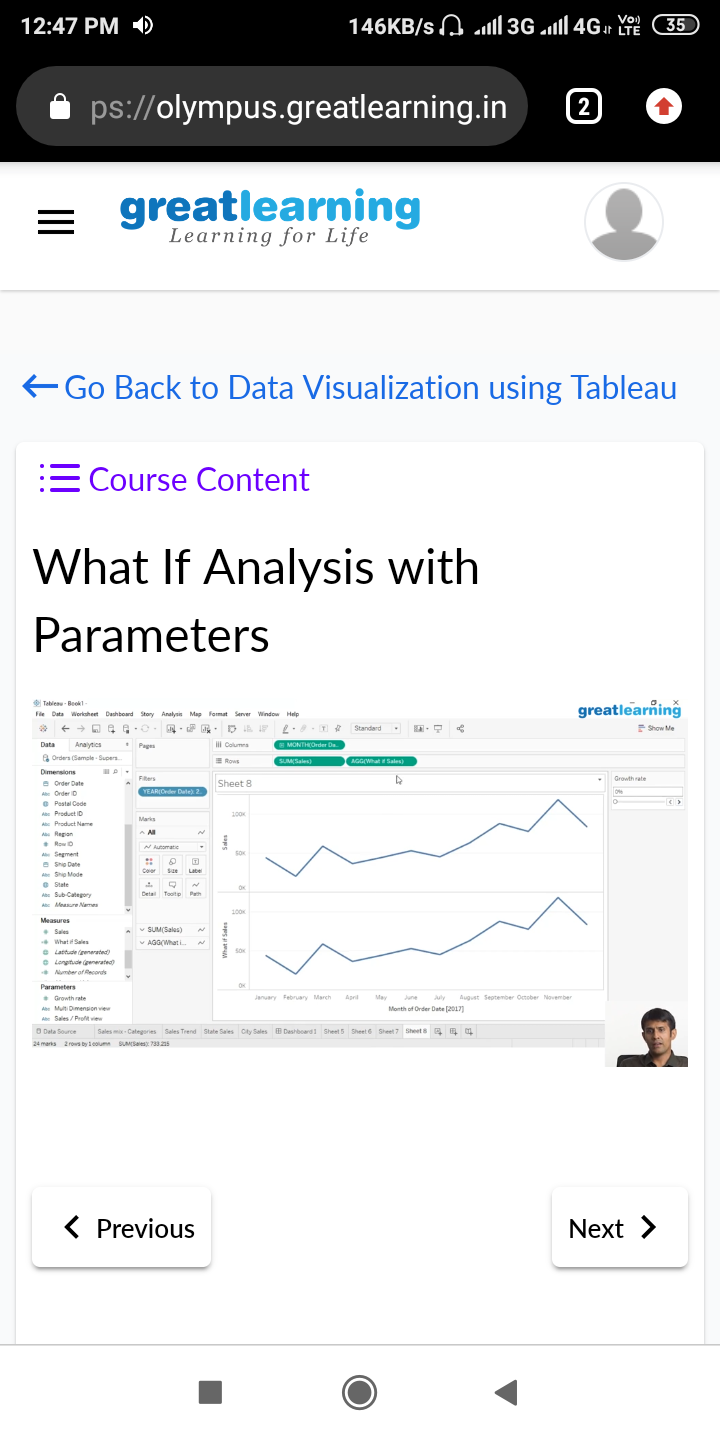 12:47 PM
146KB/s 3G 4G Vo) LTE 35
ps://olympus.greatlearning.in
2
greatlearning
Learning for Life
Go Back to Data Visualization using Tableau
Course Content
What If Analysis with
Parameters
Tableau - Book1 -
greatlearning
File Data Worksheet Dashboard Story Analysis Map Format Server Window Help
Standard
Show Me
Data Analytics
Pages
Columns
MONTH(Order Da..
Orders (Sample - Supers...
Rows
SUM(Sales)
AGG(What if Sales)
Dimensions
Order Date
Abc Order ID
Postal Code
Abc Product ID
Abc Product Name
Abc Region
Row ID
Abc Segment
Ship Date
Abc Ship Mode
State
Abc Sub-Category
Abc Measure Names
Measures
Sales
What if Sales
Latitude (generated)
Longitude (generated)
Number of Records
Parameters
Growth rate
Abc Multi Dimension view
Abc Sales / Profit view
Filters
YEAR(Order Date): 2..
Marks
All
Automatic
Color Size Label
Detail Tooltip Path
SUM(Sales)
AGG(What i...
Sheet 8
Growth rate
0%
100K
Sales
50K
0K
100K
What if Sales
50K
0K
January February March April May June July August September October November
Month of Order Date [2017]
Data Source Sales mix - Categories Sales Trend State Sales City Sales Dashboard 1 Sheet 5 Sheet 6 Sheet 7 Sheet 8
24 marks 2 rows by 1 column SUM(Sales): 733,215
Previous
Next